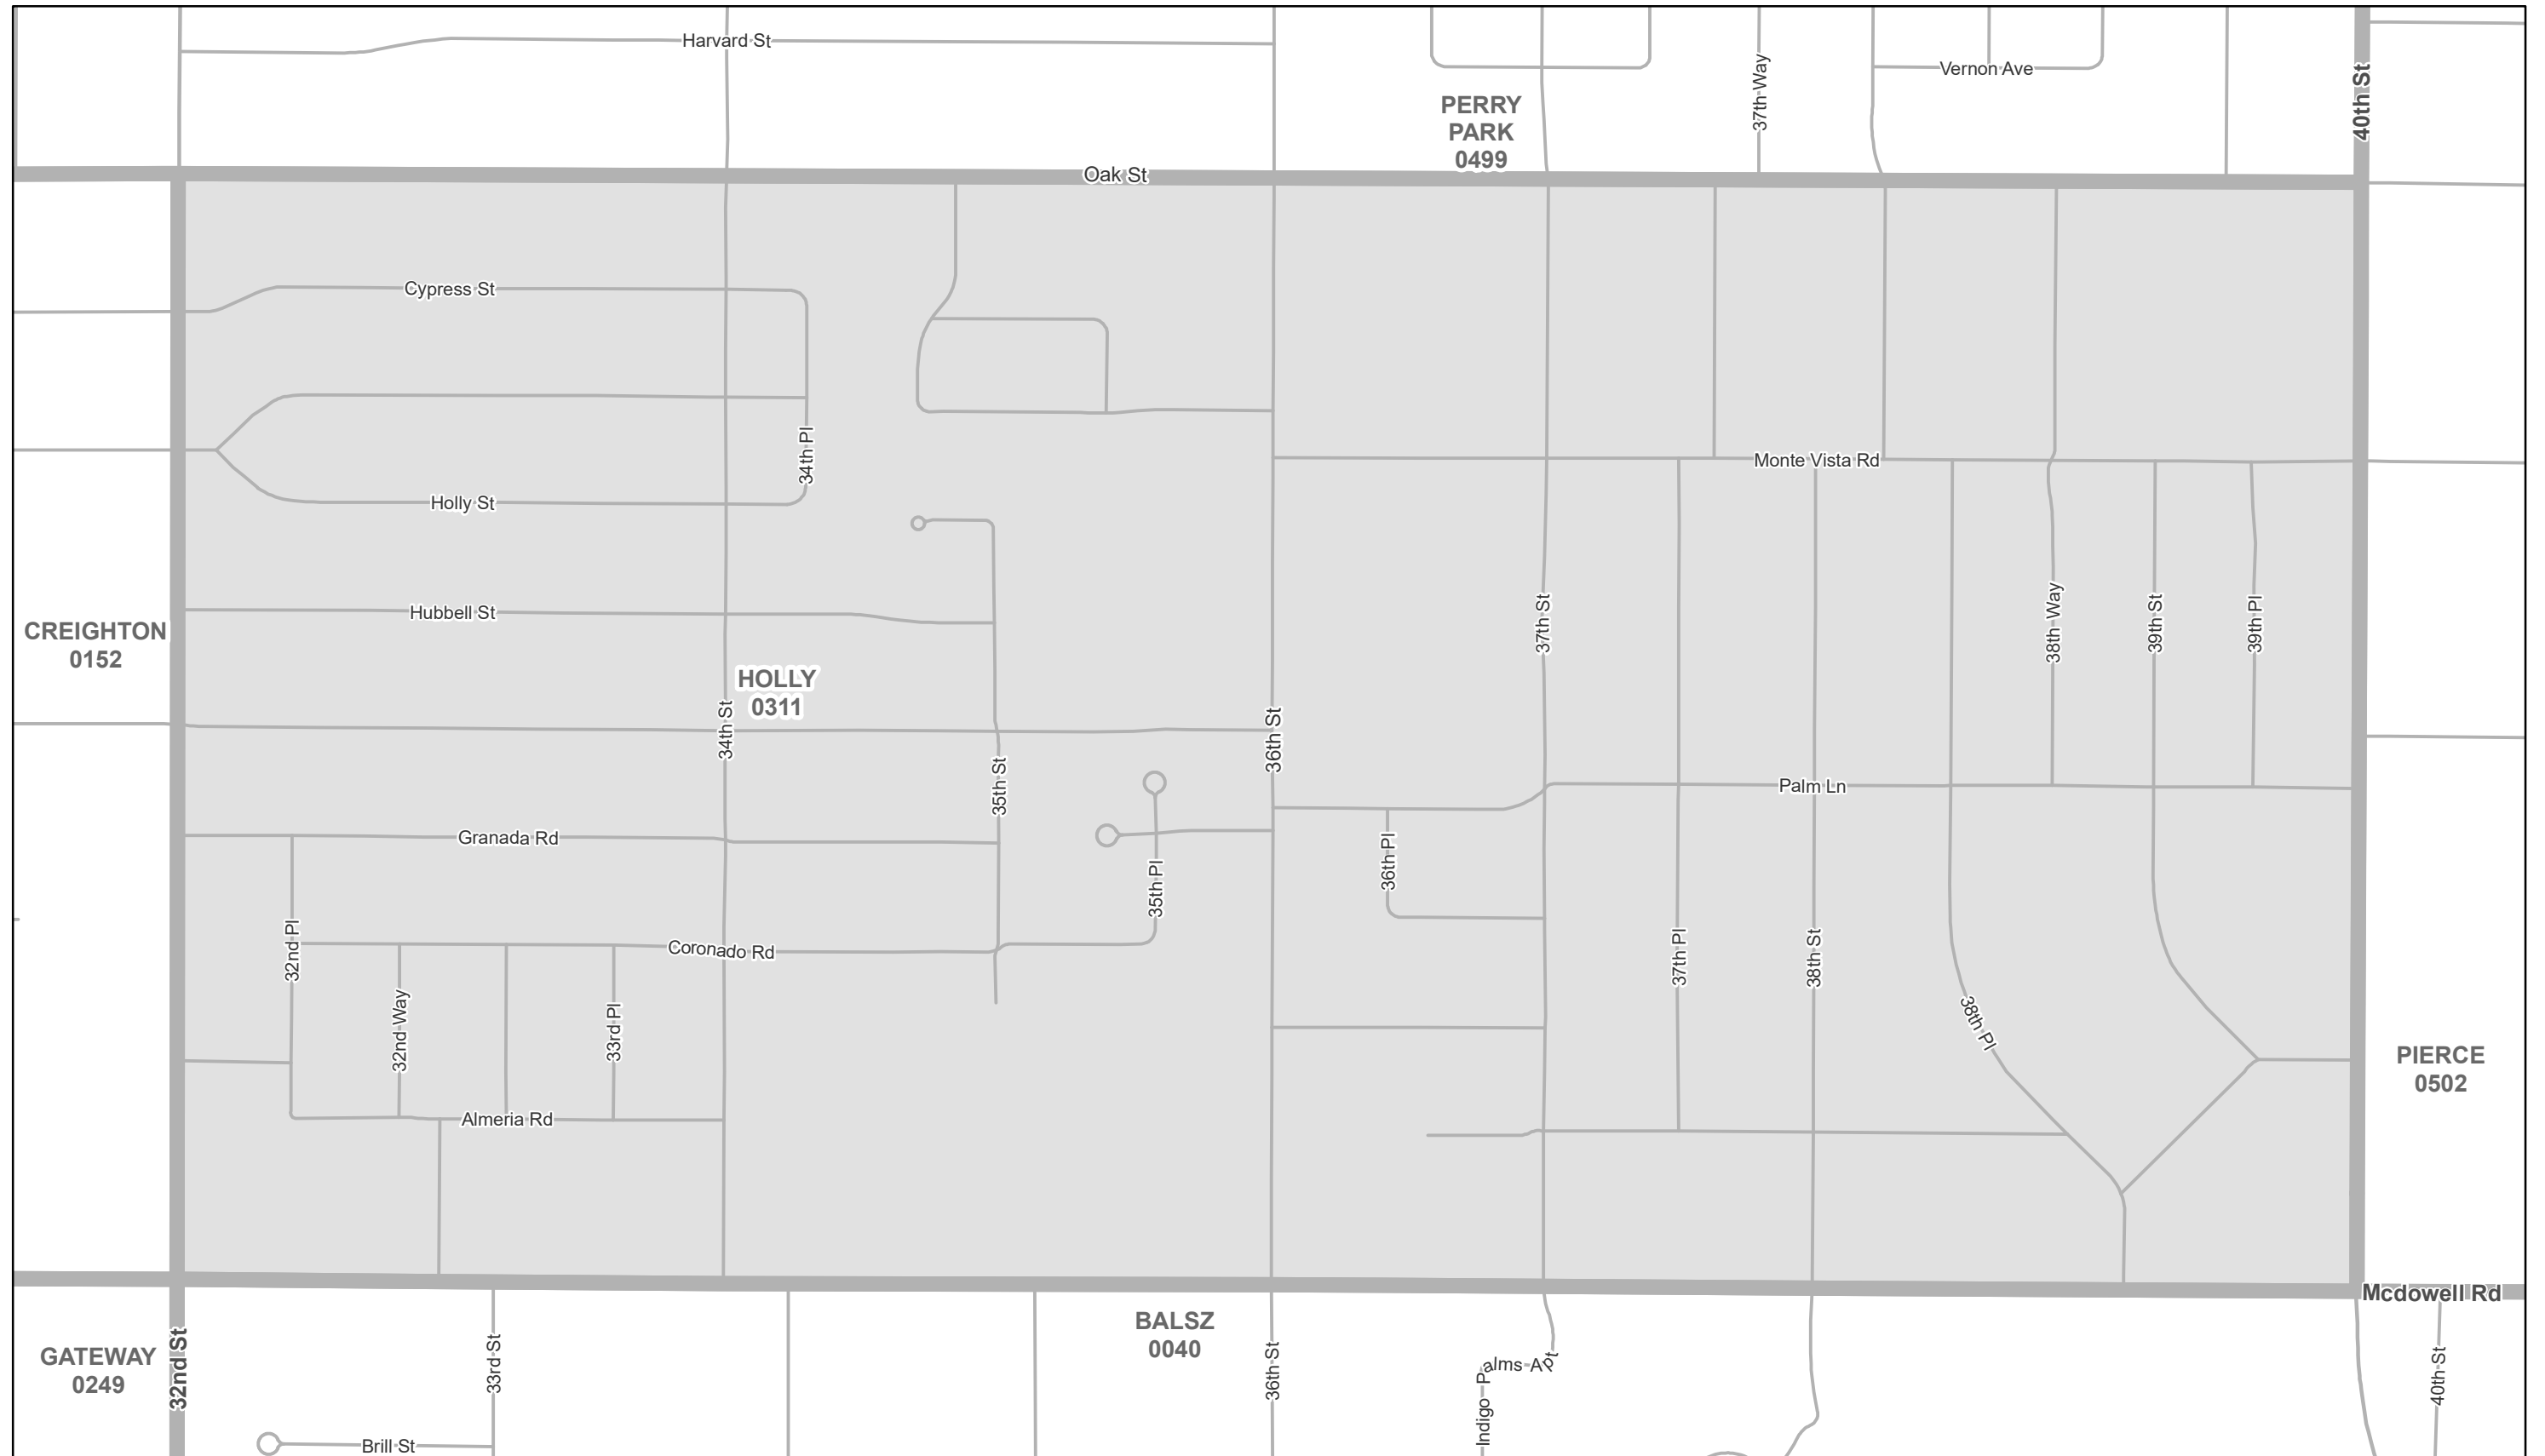 Harvard St
37th Way
Vernon Ave
40th St
PERRY
PARK
0499
Oak St
Cypress St
34th Pl
Monte Vista Rd
Holly St
Hubbell St
37th St
38th Way
39th St
39th Pl
CREIGHTON
0152
HOLLY
0311
34th St
36th St
35th St
Palm Ln
Granada Rd
36th Pl
35th Pl
32nd Pl
Coronado Rd
37th Pl
38th St
32nd Way
33rd Pl
38th Pl
PIERCE
0502
Almeria Rd
Mcdowell Rd
BALSZ
0040
GATEWAY
0249
32nd St
33rd St
36th St
Indigo Palms Apt
40th St
Brill St